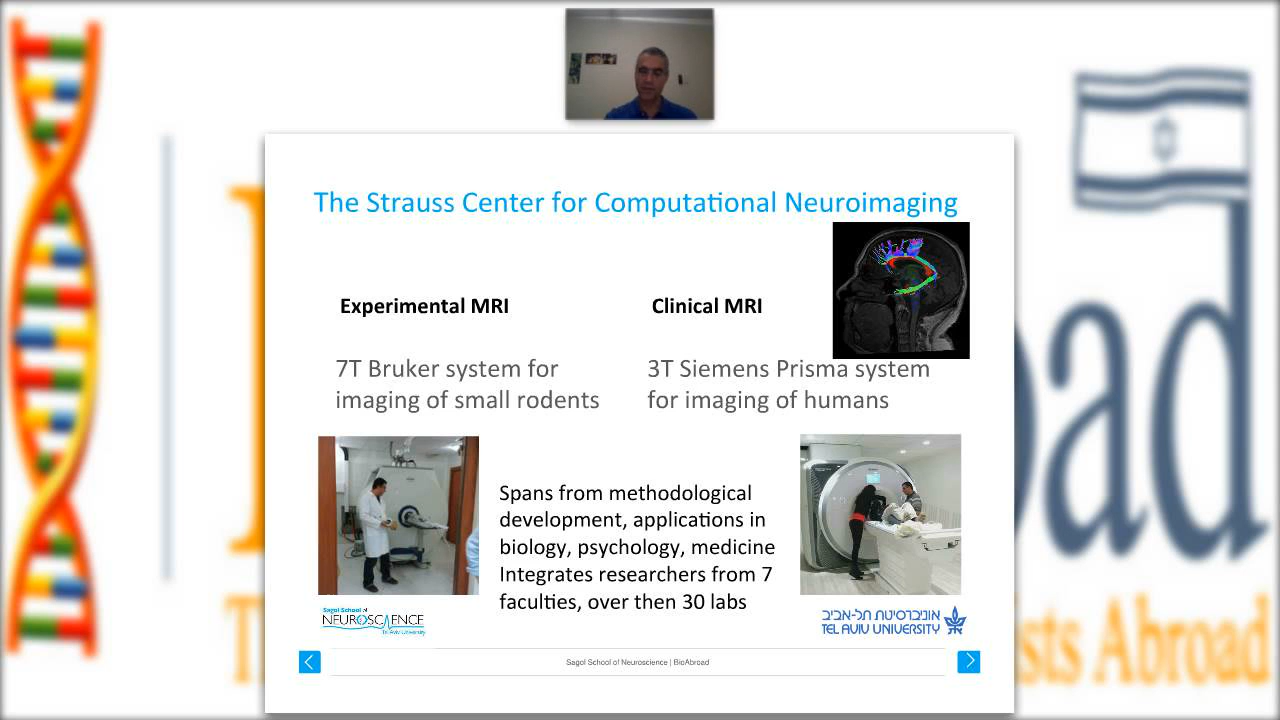 The Strauss Center for Computational Neuroimaging
Experimental MRI
Clinical MRI
7T Bruker system for
imaging of small rodents
3T Siemens Prisma system
for imaging of humans
Spans from methodological
development, applications in
biology, psychology, medicine
Integrates researchers from 7
faculties, over then 30 labs
Sagol School of
NEUROSCIENCE
Tel Aviv University
אוניברסיטת תל-אביב
TEL AVIV UNIVERSITY
Sagol School of Neuroscience | BioAbroad
ad
sts Abroad